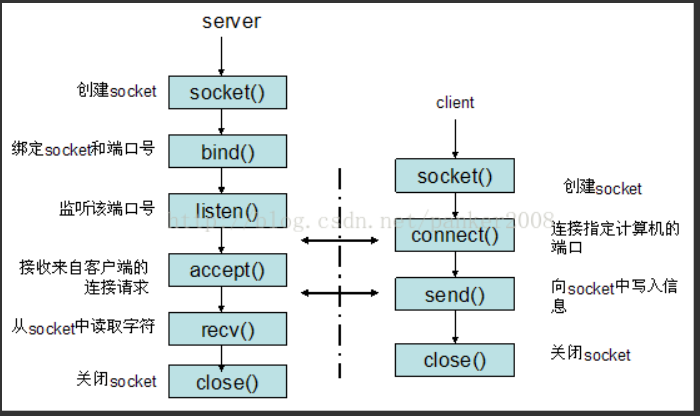 server
创建socket
socket()
绑定socket和端口号
bind()
监听该端口号
listen()
接收来自客户端的
连接请求
accept()
从socket中读取字符
recv()
关闭socket
close()
client
socket()
创建socket
connect()
连接指定计算机的
端口
send()
向socket中写入信
息
close()
关闭socket
http://blog.csdn.net/panker2008